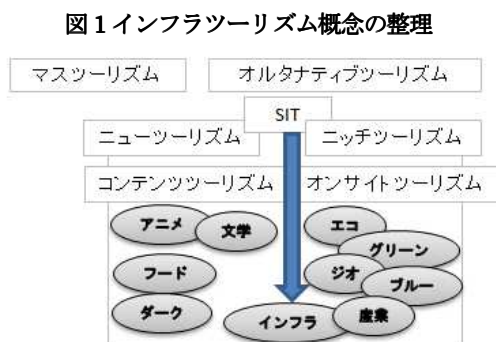 図1インフラツーリズム概念の整理
マスツーリズム
オルタナティブツーリズム
SIT
ニューツーリズム
ニッチツーリズム
コンテンツツーリズム
オンサイトツーリズム
アニメ
文学
エコ
グリーン
フード
ジオ
ブルー
ダーク
インフラ
産業